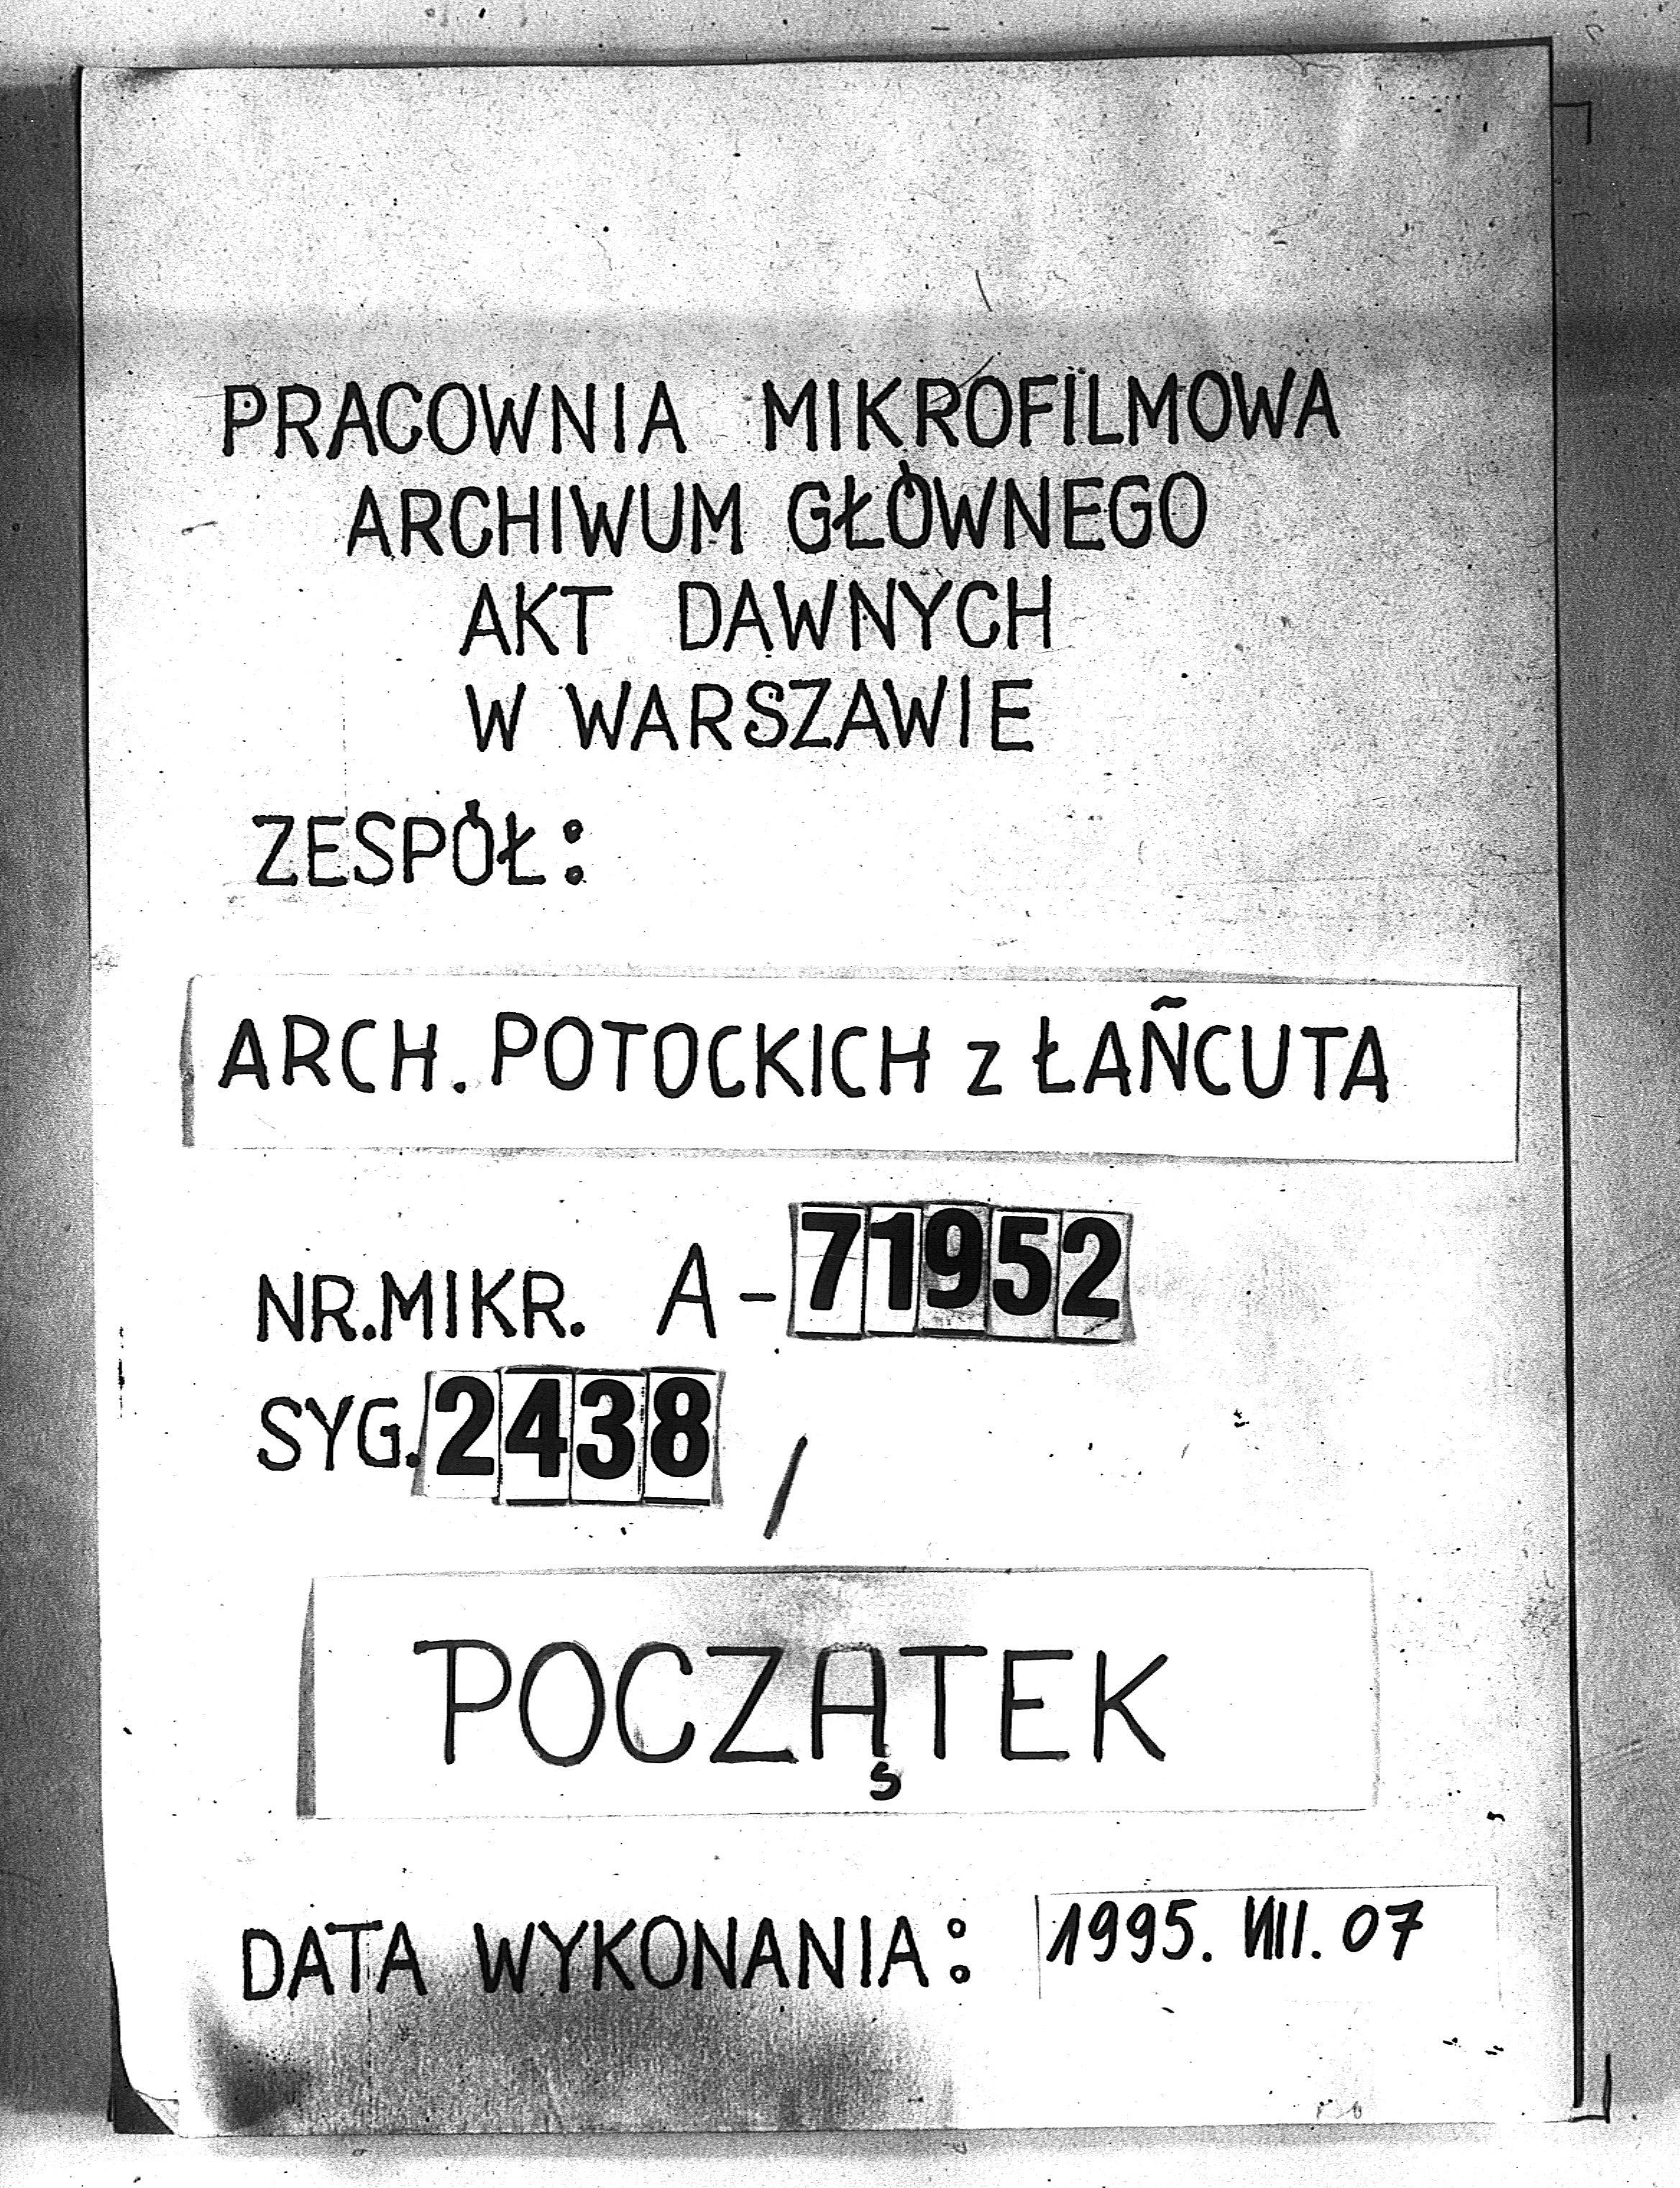 PRACOWNIA MIKROFILMOWA
ARCHIWUM GŁÓWNEGO
AKT DAWNYCH
W WARSZAWIE
ZESPÓŁ:
ARCH. POTOCKICH z ŁAÑCUTA
NR.MIKR. A-71952
SYG. 2438 /
POCZĄTEK
DATA WYKONANIA: 1995. VIII. 07